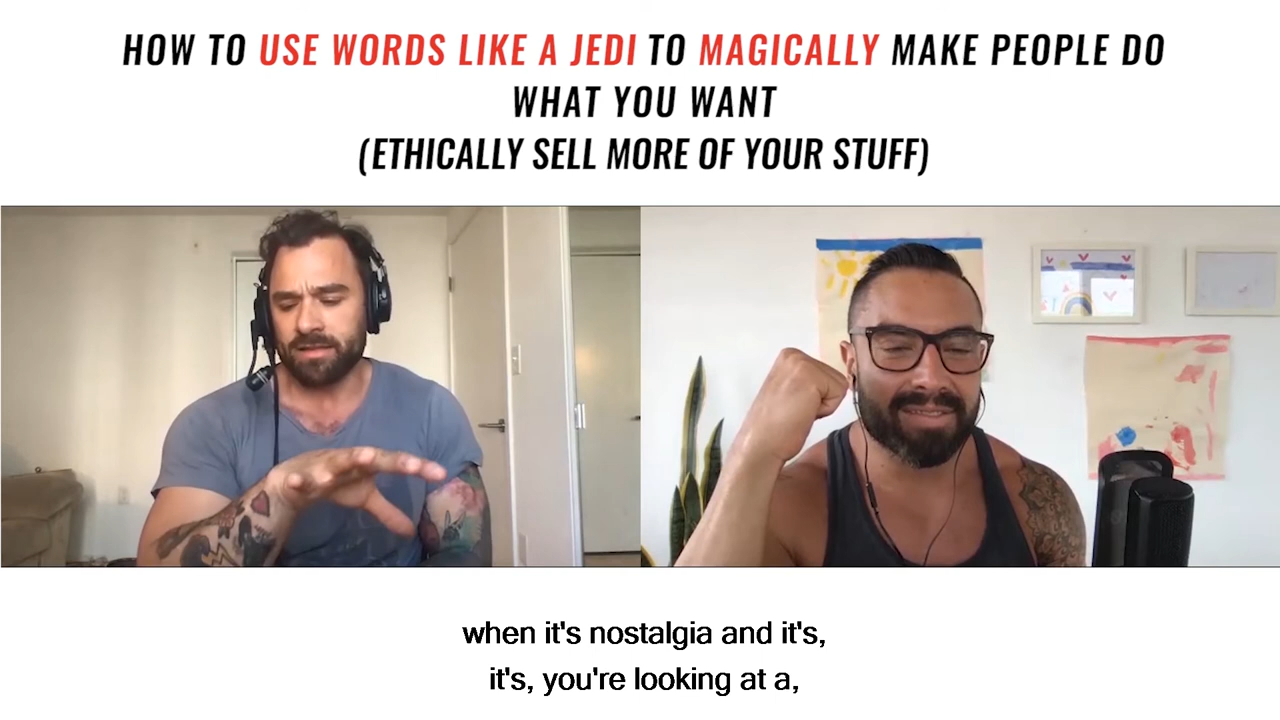 HOW TO USE WORDS LIKE A JEDI TO MAGICALLY MAKE PEOPLE DO
WHAT YOU WANT
(ETHICALLY SELL MORE OF YOUR STUFF)
when it's nostalgia and it's,
it's, you're looking at a,